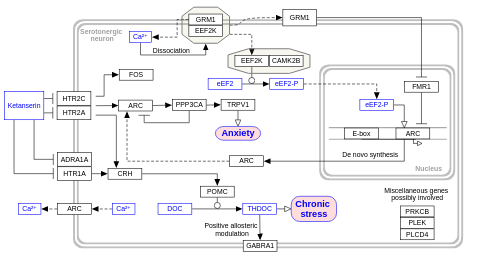 GRM1
GRM1
EEF2K
Serotonergic
neuron
Ca²⁺
Dissociation
EEF2K
CAMK2B
FOS
eEF2
eEF2-P
FMR1
HTR2C
Ketanserin
ARC
PPP3CA
TRPV1
eEF2-P
HTR2A
Anxiety
E-box
ARC
De novo synthesis
ADRA1A
ARC
HTR1A
CRH
Nucleus
POMC
Miscellaneous genes
possibly involved
Ca²⁺
ARC
Ca²⁺
DOC
THDOC
Chronic
stress
PRKCB
PLEK
PLCD4
Positive allosteric
modulation
GABRA1